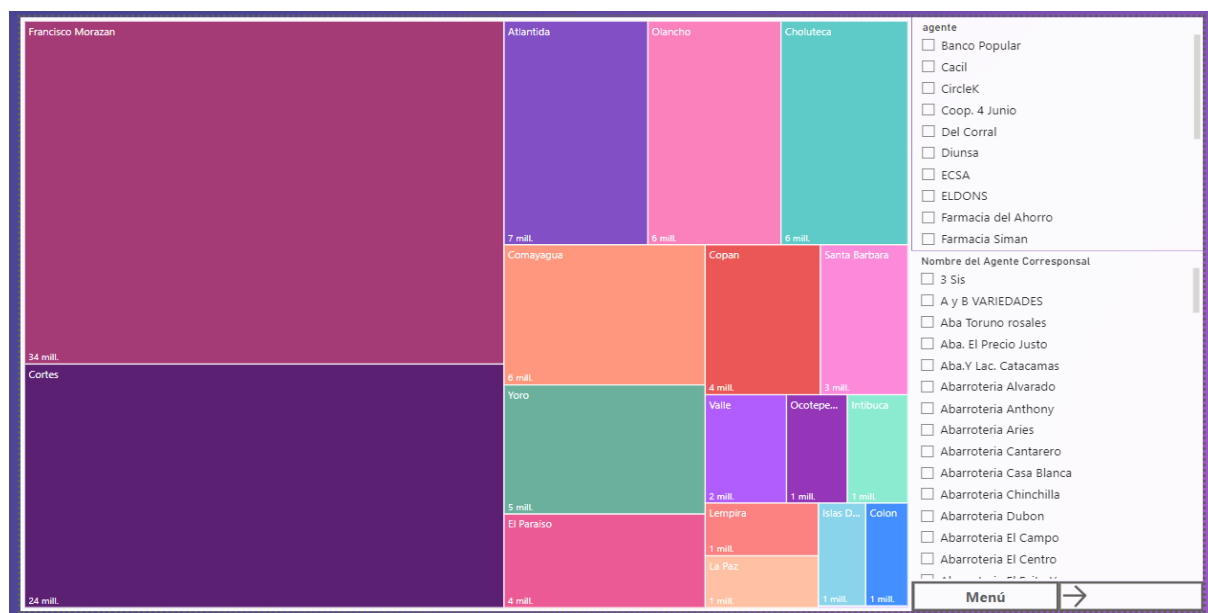 Francisco Morazan
34 mill.
Cortes
24 mill.
Atlantida
7 mill.
Olancho
6 mill.
Choluteca
6 mill.
Comayagua
6 mill.
Copan
4 mill.
Santa Barbara
3 mill.
Yoro
5 mill.
El Paraiso
4 mill.
Valle
2 mill.
Ocotepe...
1 mill.
Intibuca
1 mill.
Lempira
1 mill.
La Paz
1 mill.
Islas D...
1 mill.
Colon
1 mill.
agente
Banco Popular
Cacil
CircleK
Coop. 4 Junio
Del Corral
Diunsa
ECSA
ELDONS
Farmacia del Ahorro
Farmacia Siman
Nombre del Agente Corresponsal
3 Sis
A y B VARIEDADES
Aba Toruno rosales
Aba. El Precio Justo
Aba.Y Lac. Catacamas
Abarroteria Alvarado
Abarroteria Anthony
Abarroteria Aries
Abarroteria Cantarero
Abarroteria Casa Blanca
Abarroteria Chinchilla
Abarroteria Dubon
Abarroteria El Campo
Abarroteria El Centro
Menú